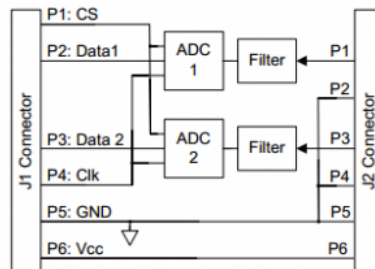 J1 Connector
P1: CS
P2: Data1
P3: Data 2
P4: Clk
P5: GND
P6: Vcc
ADC
1
Filter
ADC
2
Filter
P1
P2
P3
P4
P5
P6
J2 Connector